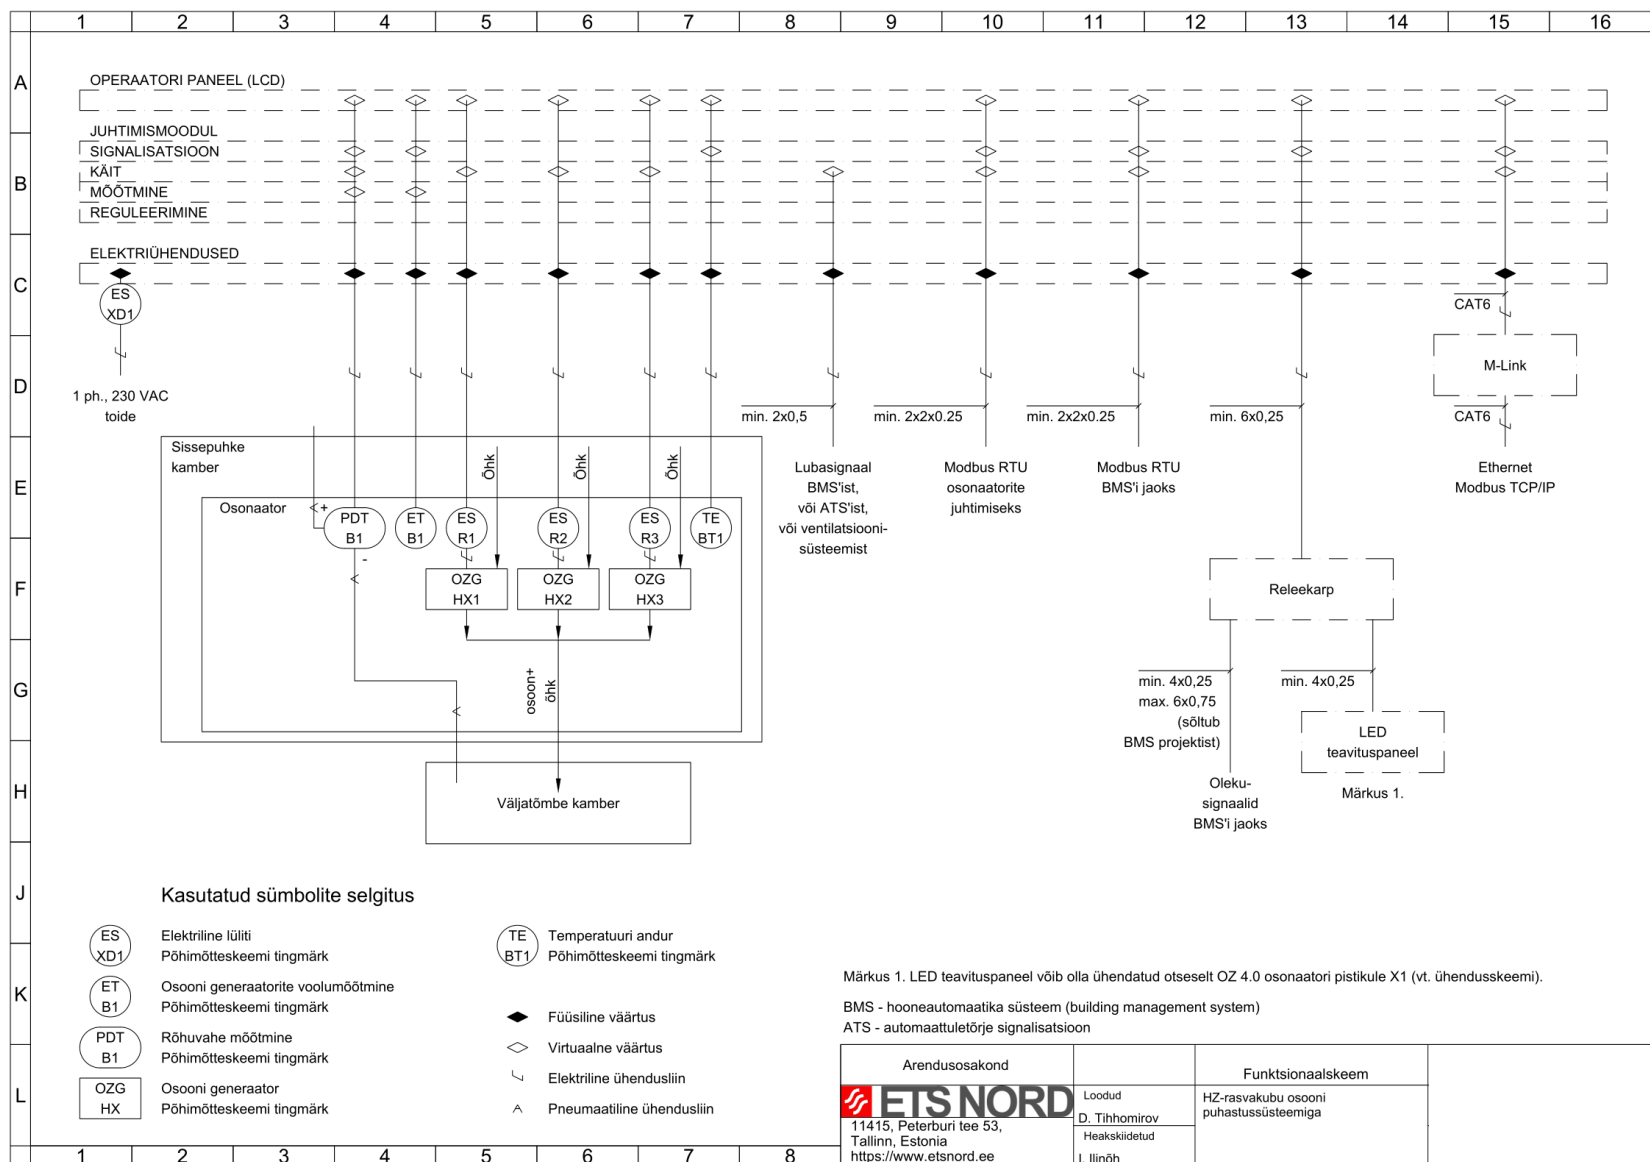 1 2 3 4 5 6 7 8 9 10 11 12 13 14 15 16
A
OPERAATORI PANEEL (LCD)
B
JUHTIMISMOODUL
SIGNALISATSIOON
KÄIT
MÕÕTMINE
REGULEERIMINE
C
ELEKTRIÜHENDUSED
ES
XD1
CAT6
D
1 ph., 230 VAC
toide
min. 2x0,5
min. 2x2x0.25
min. 2x2x0.25
min. 6x0,25
M-Link
CAT6
E
Sissepuhke
kamber
Osonaator
Õhk
Õhk
Õhk
+
PDT
B1
-
ET
B1
ES
R1
ES
R2
ES
R3
TE
BT1
Lubasignaal
BMS'ist,
või ATS'ist,
või ventilatsiooni-
süsteemist
Modbus RTU
osonaatorite
juhtimiseks
Modbus RTU
BMS'i jaoks
Ethernet
Modbus TCP/IP
F
OZG
HX1
OZG
HX2
OZG
HX3
Releekarp
G
osoon+
õhk
min. 4x0,25
max. 6x0,75
(sõltub
BMS projektist)
min. 4x0,25
LED
teavituspaneel
Märkus 1.
H
Väljatõmbe kamber
Oleku-
signaalid
BMS'i jaoks
J
Kasutatud sümbolite selgitus
ES
XD1
Elektriline lüliti
Põhimõtteskeemi tingmärk
TE
BT1
Temperatuuri andur
Põhimõtteskeemi tingmärk
K
ET
B1
Osooni generaatorite voolumõõtmine
Põhimõtteskeemi tingmärk
Füüsiline väärtus
PDT
B1
Rõhuvahe mõõtmine
Põhimõtteskeemi tingmärk
Virtuaalne väärtus
L
OZG
HX
Osooni generaator
Põhimõtteskeemi tingmärk
Elektriline ühendusliin
Pneumaatiline ühendusliin
Märkus 1. LED teavituspaneel võib olla ühendatud otseselt OZ 4.0 osonaatori pistikule X1 (vt. ühendusskeemi).
BMS - hooneautomaatika süsteem (building management system)
ATS - automaattuletõrje signalisatsioon
Arendusosakond
ETS NORD
11415, Peterburi tee 53,
Tallinn, Estonia
https://www.etsnord.ee
Loodud
D. Tihhomirov
Heakskiidetud
I. Iljnõh
Funktsionaalskeem
HZ-rasvakubu osooni
puhastussüsteemiga
1 2 3 4 5 6 7 8